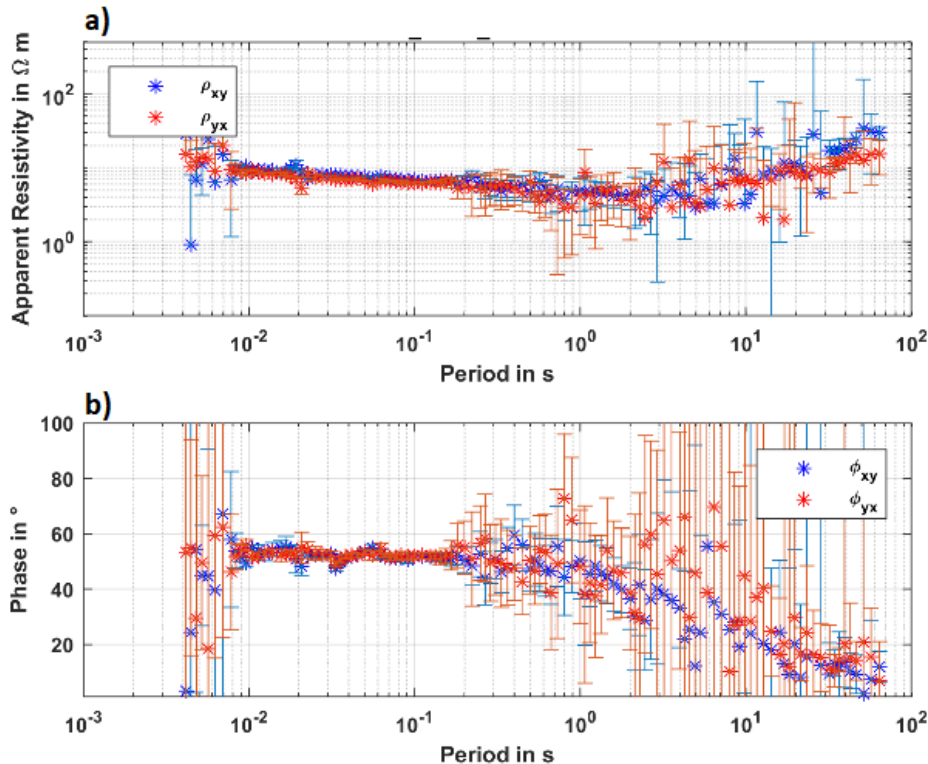 a)
Apparent Resistivity in Ω m
10²
10⁰
ρxy
ρyx
10⁻³ 10⁻² 10⁻¹ 10⁰ 10¹ 10²
Period in s
b)
Phase in °
100
80
60
40
20
ϕxy
ϕyx
10⁻³ 10⁻² 10⁻¹ 10⁰ 10¹ 10²
Period in s